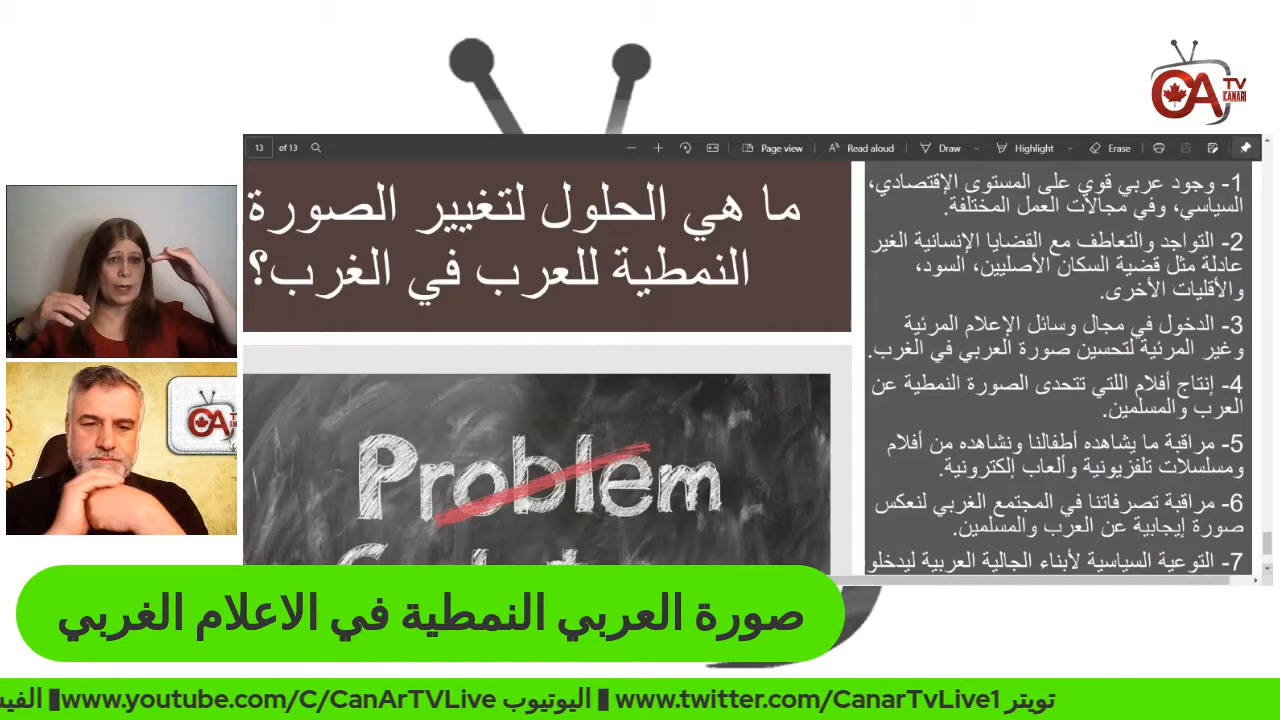 CA TV
CANAR
13 of 13 Page view Read aloud Draw Highlight Erase
ما هي الحلول لتغيير الصورة
النمطية للعرب في الغرب؟
1- وجود عربي قوي على المستوى الإقتصادي،
السياسي، وفي مجالات العمل المختلفة.
2- التواجد والتعاطف مع القضايا الإنسانية الغير
عادلة مثل قضية السكان الأصليين، السود،
والأقليات الأخرى.
3- الدخول في مجال وسائل الإعلام المرئية
وغير المرئية لتحسين صورة العربي في الغرب.
4- إنتاج أفلام اللتي تتحدى الصورة النمطية عن
العرب والمسلمين.
5- مراقبة ما يشاهده أطفالنا ونشاهده من أفلام
ومسلسلات تلفزيونية وألعاب إلكترونية.
6- مراقبة تصرفاتنا في المجتمع الغربي لنعكس
صورة إيجابية عن العرب والمسلمين.
7- التوعية السياسية لأبناء الجالية العربية ليدخلو
Problem
CA
صورة العربي النمطية في الاعلام الغربي
تويتر www.twitter.com/CanarTvLive1 اليوتيوب www.youtube.com/C/CanArTVLive